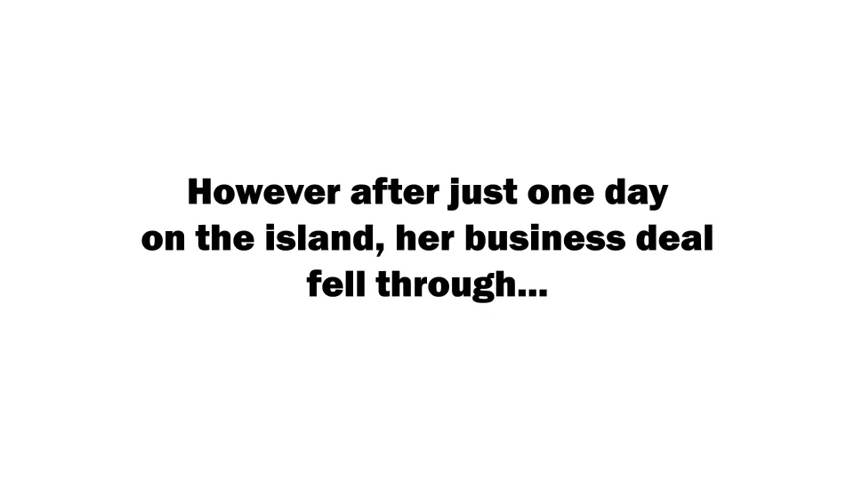 However after just one day
on the island, her business deal
fell through...